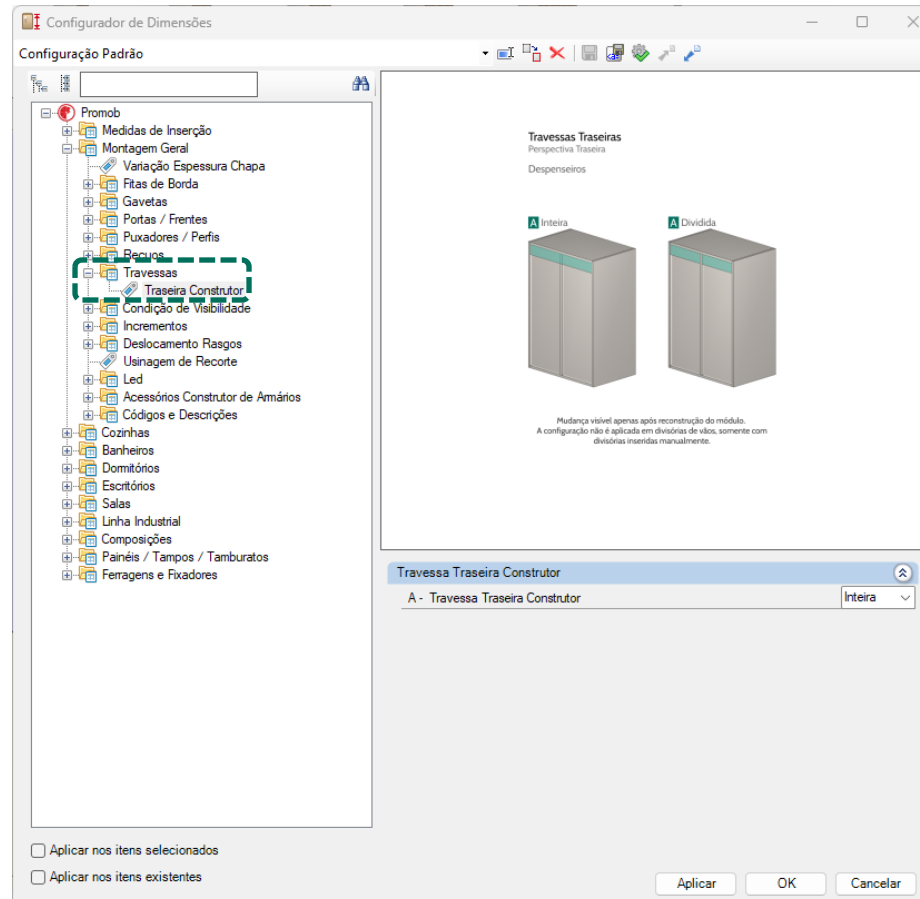 Configurador de Dimensões
Configuração Padrão
Promob
Medidas de Inserção
Montagem Geral
Variação Espessura Chapa
Fitas de Borda
Gavetas
Portas / Frentes
Puxadores / Perfis
Recuos
Travessas
Traseira Construtor
Condição de Visibilidade
Incrementos
Deslocamento Rasgos
Usinagem de Recorte
Led
Acessórios Construtor de Armários
Códigos e Descrições
Cozinhas
Banheiros
Dormitórios
Escritórios
Salas
Linha Industrial
Composições
Painéis / Tampos / Tamburatos
Ferragens e Fixadores
Aplicar nos itens selecionados
Aplicar nos itens existentes
Travessas Traseiras
Perspectiva Traseira
Despenseiros
A Inteira
A Dividida
Mudança visível apenas após reconstrução do módulo.
A configuração não é aplicada em divisórias de vãos, somente com
divisórias inseridas manualmente.
Travessa Traseira Construtor
A - Travessa Traseira Construtor Inteira
Aplicar OK Cancelar